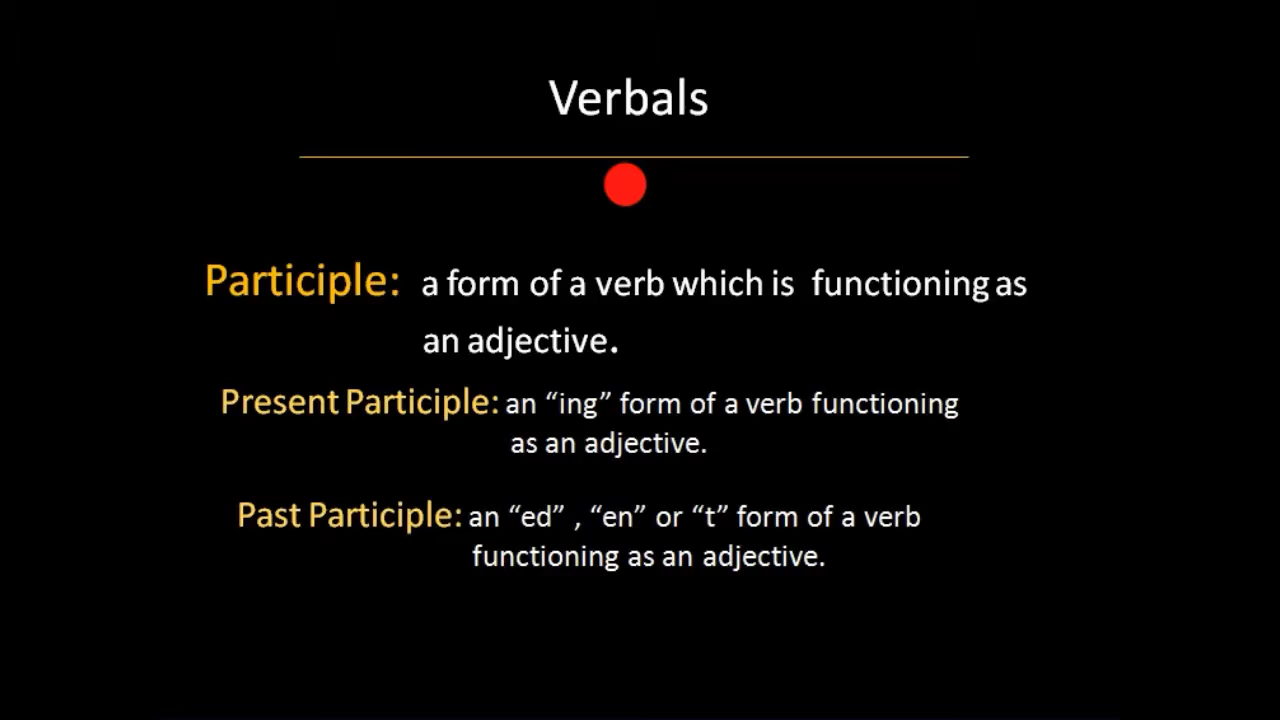 Verbals
Participle: a form of a verb which is functioning as
an adjective.
Present Participle: an “ing” form of a verb functioning
as an adjective.
Past Participle: an “ed” , “en” or “t” form of a verb
functioning as an adjective.